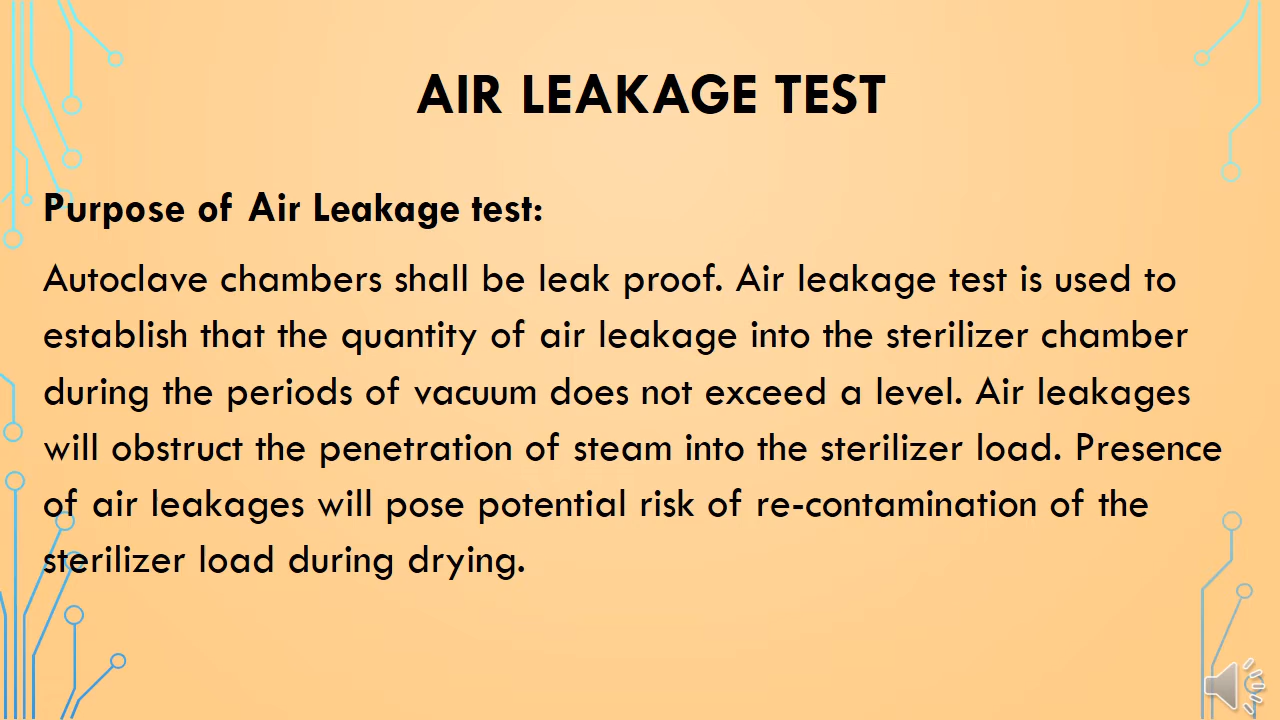 AIR LEAKAGE TEST
Purpose of Air Leakage test:
Autoclave chambers shall be leak proof. Air leakage test is used to
establish that the quantity of air leakage into the sterilizer chamber
during the periods of vacuum does not exceed a level. Air leakages
will obstruct the penetration of steam into the sterilizer load. Presence
of air leakages will pose potential risk of re-contamination of the
sterilizer load during drying.